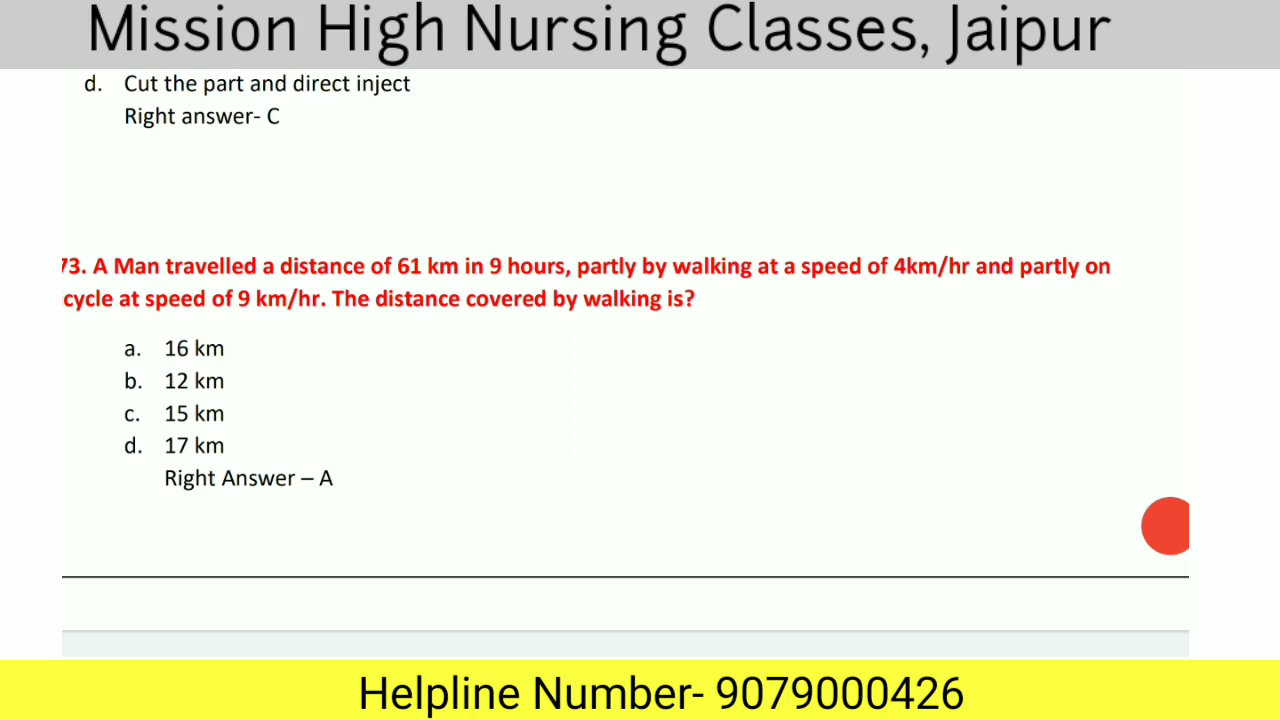 Mission High Nursing Classes, Jaipur
d. Cut the part and direct inject
Right answer- C
73. A Man travelled a distance of 61 km in 9 hours, partly by walking at a speed of 4km/hr and partly on
cycle at speed of 9 km/hr. The distance covered by walking is?
a. 16 km
b. 12 km
c. 15 km
d. 17 km
Right Answer – A
Helpline Number- 9079000426